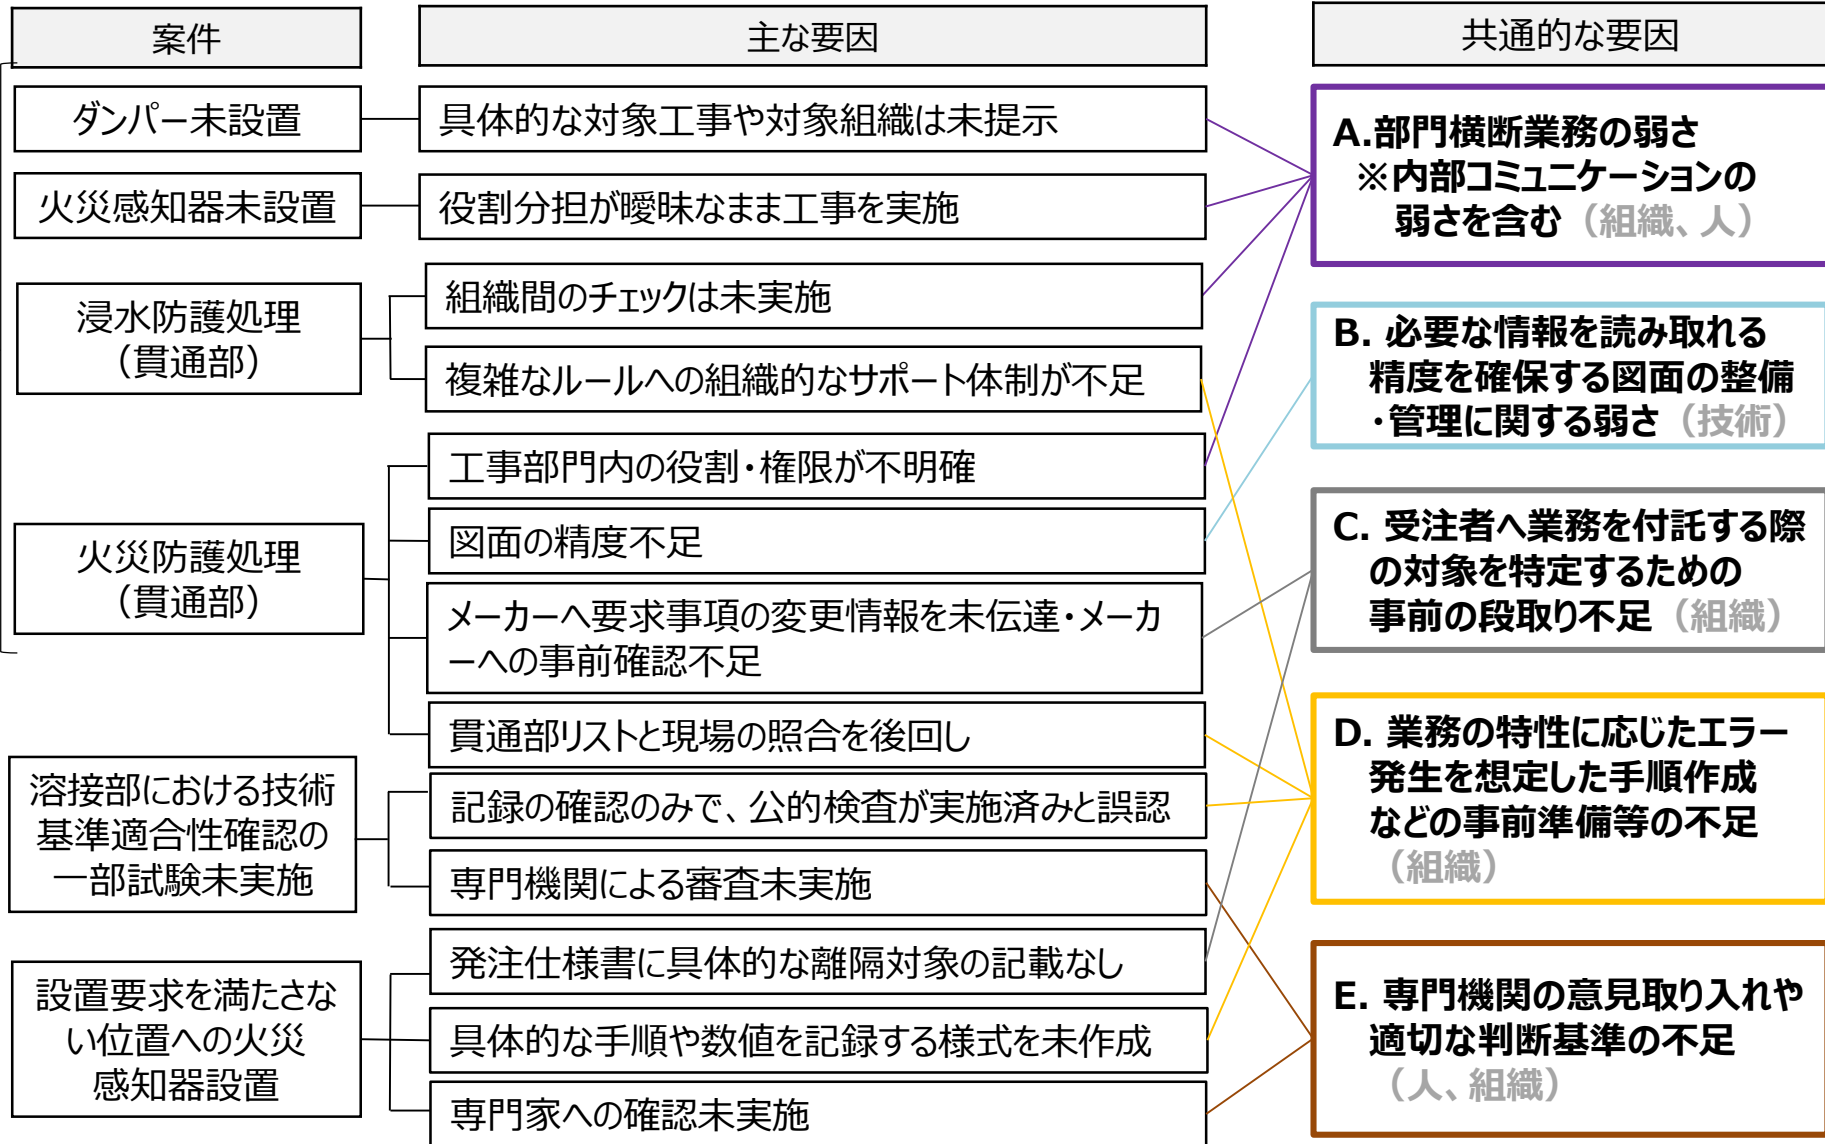 案件
主な要因
共通的な要因
ダンパー未設置
具体的な対象工事や対象組織は未提示
火災感知器未設置
役割分担が曖昧なまま工事を実施
浸水防護処理
（貫通部）
組織間のチェックは未実施
複雑なルールへの組織的なサポート体制が不足
火災防護処理
（貫通部）
工事部門内の役割・権限が不明確
図面の精度不足
メーカーへ要求事項の変更情報を未伝達・メーカ
ーへの事前確認不足
貫通部リストと現場の照合を後回し
溶接部における技術
基準適合性確認の
一部試験未実施
記録の確認のみで、公的検査が実施済みと誤認
専門機関による審査未実施
設置要求を満たさな
い位置への火災
感知器設置
発注仕様書に具体的な離隔対象の記載なし
具体的な手順や数値を記録する様式を未作成
専門家への確認未実施
A.部門横断業務の弱さ
※内部コミュニケーションの
弱さを含む（組織、人）
B. 必要な情報を読み取れる
精度を確保する図面の整備
・管理に関する弱さ（技術）
C. 受注者へ業務を付託する際
の対象を特定するための
事前の段取り不足（組織）
D. 業務の特性に応じたエラー
発生を想定した手順作成
などの事前準備等の不足
（組織）
E. 専門機関の意見取り入れや
適切な判断基準の不足
（人、組織）